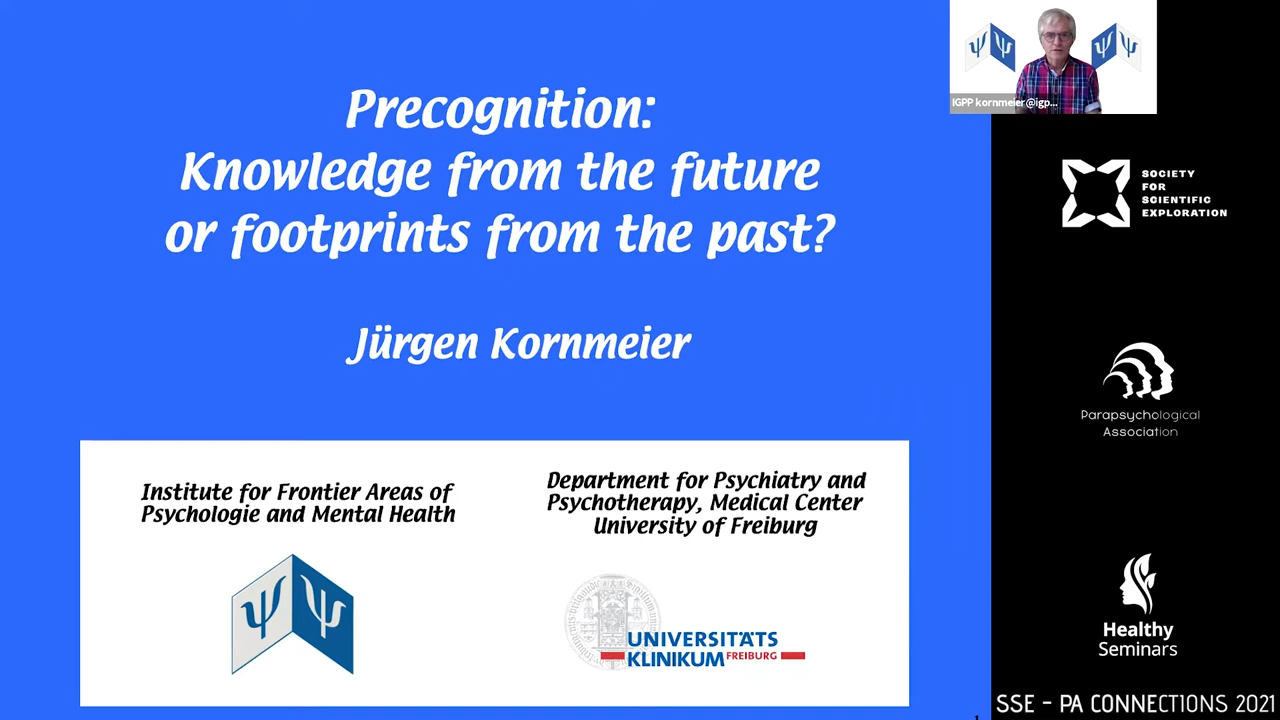 Precognition:
Knowledge from the future
or footprints from the past?
Jürgen Kornmeier
Institute for Frontier Areas of
Psychologie and Mental Health
Department for Psychiatry and
Psychotherapy, Medical Center
University of Freiburg
UNIVERSITÄTS
KLINIKUM FREIBURG
IGPP kornmeier@igp...
SOCIETY
FOR
SCIENTIFIC
EXPLORATION
Parapsychological
Association
Healthy
Seminars
SSE - PA CONNECTIONS 2021